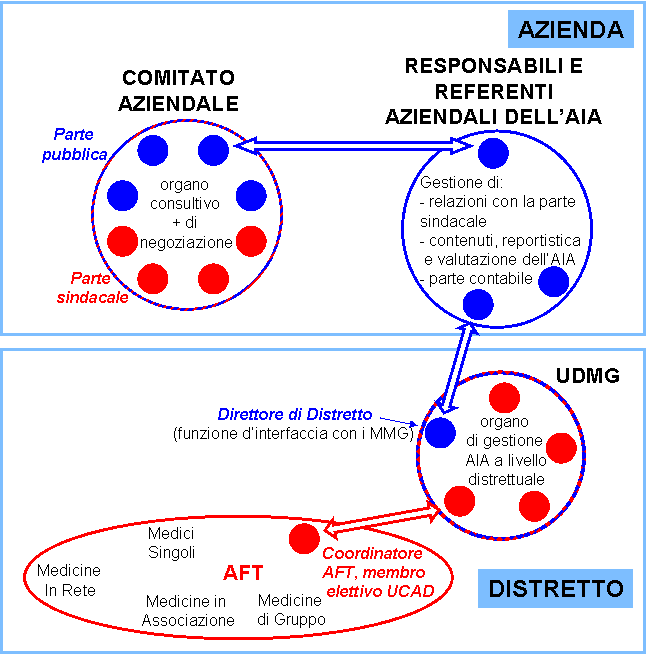 AZIENDA
COMITATO
AZIENDALE
RESPONSABILI E
REFERENTI
AZIENDALI DELL'AIA
Parte
pubblica
organo
consultivo
+ di
negoziazione
Parte
sindacale
Gestione di:
- relazioni con la parte
sindacale
- contenuti, reportistica
e valutazione dell'AIA
- parte contabile
UDMG
Direttore di Distretto
(funzione d'interfaccia con i MMG)
organo
di gestione
AIA a livello
distrettuale
Medici
Singoli
Medicine
In Rete
AFT
Coordinatore
AFT, membro
elettivo UCAD
Medicine in
Associazione
Medicine
di Gruppo
DISTRETTO